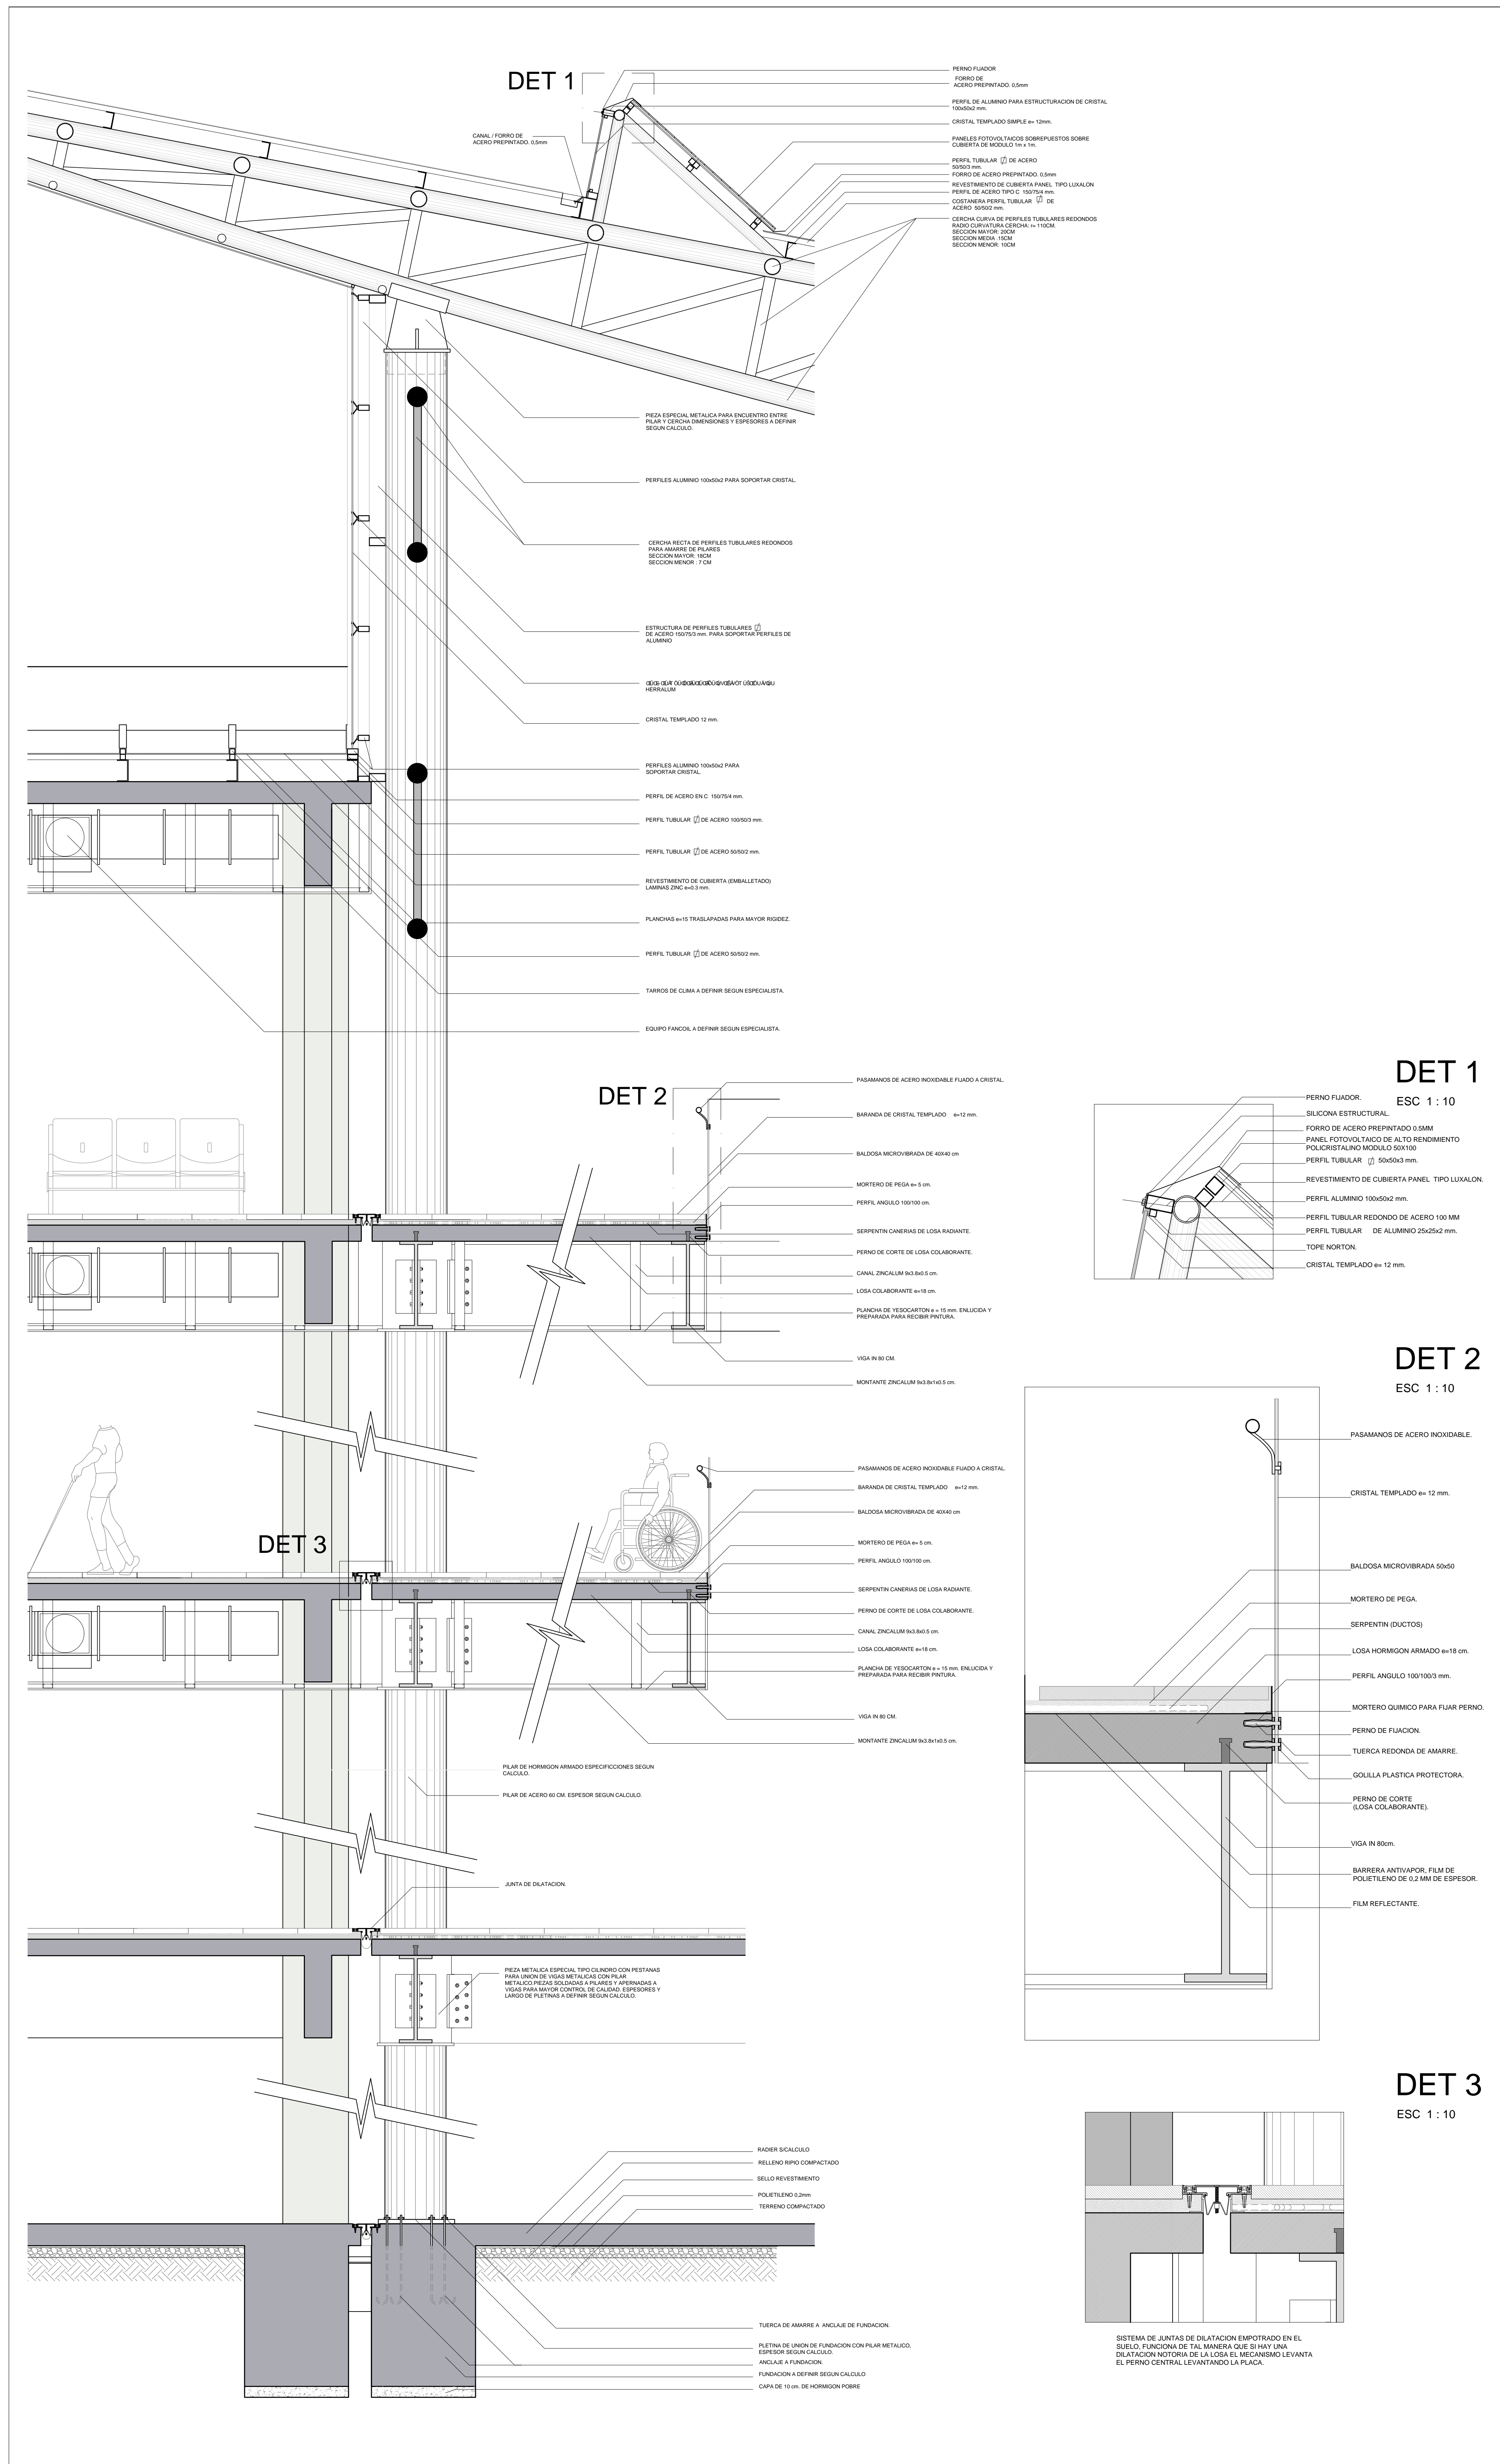 DET 1
CANAL / FORRO DE
ACERO PREPINTADO. 0,5mm
PERNO FIJADOR
FORRO DE
ACERO PREPINTADO. 0,5mm
PERFIL DE ALUMINIO PARA ESTRUCTURACION DE CRISTAL
100x50x2 mm.
CRISTAL TEMPLADO SIMPLE e= 12mm.
PANELES FOTOVOLTAICOS SOBREPUESTOS SOBRE
CUBIERTA DE MODULO 1m x 1m.
PERFIL TUBULAR DE ACERO
50/50/3 mm.
FORRO DE ACERO PREPINTADO. 0,5mm
REVESTIMIENTO DE CUBIERTA PANEL TIPO LUXALON
PERFIL DE ACERO TIPO C 150/75/4 mm.
COSTANERA PERFIL TUBULAR DE
ACERO 50/50/2 mm.
CERCHA CURVA DE PERFILES TUBULARES REDONDOS
RADIO CURVATURA CERCHA: r= 110CM.
SECCION MAYOR: 20CM
SECCION MEDIA :15CM
SECCION MENOR: 10CM
PIEZA ESPECIAL METALICA PARA ENCUENTRO ENTRE
PILAR Y CERCHA DIMENSIONES Y ESPESORES A DEFINIR
SEGUN CALCULO.
PERFILES ALUMINIO 100x50x2 PARA SOPORTAR CRISTAL.
CERCHA RECTA DE PERFILES TUBULARES REDONDOS
PARA AMARRE DE PILARES
SECCION MAYOR: 18CM
SECCION MENOR : 7 CM
ESTRUCTURA DE PERFILES TUBULARES
DE ACERO 150/75/3 mm. PARA SOPORTAR PERFILES DE
ALUMINIO
HERRALUM
CRISTAL TEMPLADO 12 mm.
PERFILES ALUMINIO 100x50x2 PARA
SOPORTAR CRISTAL.
PERFIL DE ACERO EN C 150/75/4 mm.
PERFIL TUBULAR DE ACERO 100/50/3 mm.
PERFIL TUBULAR DE ACERO 50/50/2 mm.
REVESTIMIENTO DE CUBIERTA (EMBALLETADO)
LAMINAS ZINC e=0.3 mm.
PLANCHAS e=15 TRASLAPADAS PARA MAYOR RIGIDEZ.
PERFIL TUBULAR DE ACERO 50/50/2 mm.
TARROS DE CLIMA A DEFINIR SEGUN ESPECIALISTA.
EQUIPO FANCOIL A DEFINIR SEGUN ESPECIALISTA.
DET 2
PASAMANOS DE ACERO INOXIDABLE FIJADO A CRISTAL.
BARANDA DE CRISTAL TEMPLADO e=12 mm.
BALDOSA MICROVIBRADA DE 40X40 cm
MORTERO DE PEGA e= 5 cm.
PERFIL ANGULO 100/100 cm.
SERPENTIN CANERIAS DE LOSA RADIANTE.
PERNO DE CORTE DE LOSA COLABORANTE.
CANAL ZINCALUM 9x3.8x0.5 cm.
LOSA COLABORANTE e=18 cm.
PLANCHA DE YESOCARTON e = 15 mm. ENLUCIDA Y
PREPARADA PARA RECIBIR PINTURA.
VIGA IN 80 CM.
MONTANTE ZINCALUM 9x3.8x1x0.5 cm.
DET 3
PASAMANOS DE ACERO INOXIDABLE FIJADO A CRISTAL.
BARANDA DE CRISTAL TEMPLADO e=12 mm.
BALDOSA MICROVIBRADA DE 40X40 cm
MORTERO DE PEGA e= 5 cm.
PERFIL ANGULO 100/100 cm.
SERPENTIN CANERIAS DE LOSA RADIANTE.
PERNO DE CORTE DE LOSA COLABORANTE.
CANAL ZINCALUM 9x3.8x0.5 cm.
LOSA COLABORANTE e=18 cm.
PLANCHA DE YESOCARTON e = 15 mm. ENLUCIDA Y
PREPARADA PARA RECIBIR PINTURA.
VIGA IN 80 CM.
MONTANTE ZINCALUM 9x3.8x1x0.5 cm.
PILAR DE HORMIGON ARMADO ESPECIFICCIONES SEGUN
CALCULO.
PILAR DE ACERO 60 CM. ESPESOR SEGUN CALCULO.
JUNTA DE DILATACION.
PIEZA METALICA ESPECIAL TIPO CILINDRO CON PESTANAS
PARA UNION DE VIGAS METALICAS CON PILAR
METALICO.PIEZAS SOLDADAS A PILARES Y APERNADAS A
VIGAS PARA MAYOR CONTROL DE CALIDAD. ESPESORES Y
LARGO DE PLETINAS A DEFINIR SEGUN CALCULO.
RADIER S/CALCULO
RELLENO RIPIO COMPACTADO
SELLO REVESTIMIENTO
POLIETILENO 0,2mm
TERRENO COMPACTADO
TUERCA DE AMARRE A ANCLAJE DE FUNDACION.
PLETINA DE UNION DE FUNDACION CON PILAR METALICO,
ESPESOR SEGUN CALCULO.
ANCLAJE A FUNDACION.
FUNDACION A DEFINIR SEGUN CALCULO
CAPA DE 10 cm. DE HORMIGON POBRE
DET 1
ESC 1 : 10
PERNO FIJADOR.
SILICONA ESTRUCTURAL.
FORRO DE ACERO PREPINTADO 0.5MM
PANEL FOTOVOLTAICO DE ALTO RENDIMIENTO
POLICRISTALINO MODULO 50X100
PERFIL TUBULAR 50x50x3 mm.
REVESTIMIENTO DE CUBIERTA PANEL TIPO LUXALON.
PERFIL ALUMINIO 100x50x2 mm.
PERFIL TUBULAR REDONDO DE ACERO 100 MM
PERFIL TUBULAR DE ALUMINIO 25x25x2 mm.
TOPE NORTON.
CRISTAL TEMPLADO e= 12 mm.
DET 2
ESC 1 : 10
PASAMANOS DE ACERO INOXIDABLE.
CRISTAL TEMPLADO e= 12 mm.
BALDOSA MICROVIBRADA 50x50
MORTERO DE PEGA.
SERPENTIN (DUCTOS)
LOSA HORMIGON ARMADO e=18 cm.
PERFIL ANGULO 100/100/3 mm.
MORTERO QUIMICO PARA FIJAR PERNO.
PERNO DE FIJACION.
TUERCA REDONDA DE AMARRE.
GOLILLA PLASTICA PROTECTORA.
PERNO DE CORTE
(LOSA COLABORANTE).
VIGA IN 80cm.
BARRERA ANTIVAPOR, FILM DE
POLIETILENO DE 0,2 MM DE ESPESOR.
FILM REFLECTANTE.
DET 3
ESC 1 : 10
SISTEMA DE JUNTAS DE DILATACION EMPOTRADO EN EL
SUELO, FUNCIONA DE TAL MANERA QUE SI HAY UNA
DILATACION NOTORIA DE LA LOSA EL MECANISMO LEVANTA
EL PERNO CENTRAL LEVANTANDO LA PLACA.